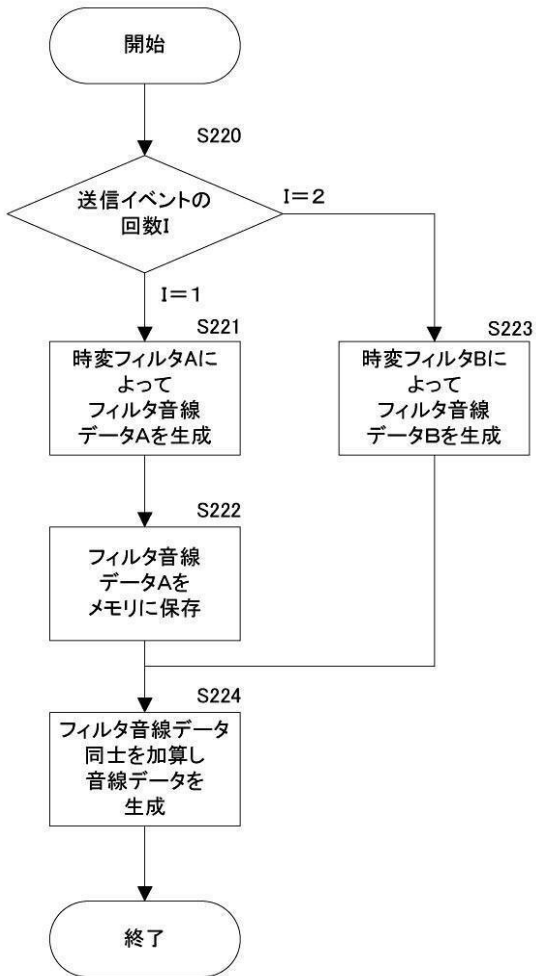 開始
S220
送信イベントの
回数I
I=2
I=1
S221
時変フィルタAに
よって
フィルタ音線
データAを生成
S223
時変フィルタBに
よって
フィルタ音線
データBを生成
S222
フィルタ音線
データAを
メモリに保存
S224
フィルタ音線データ
同士を加算し
音線データを
生成
終了